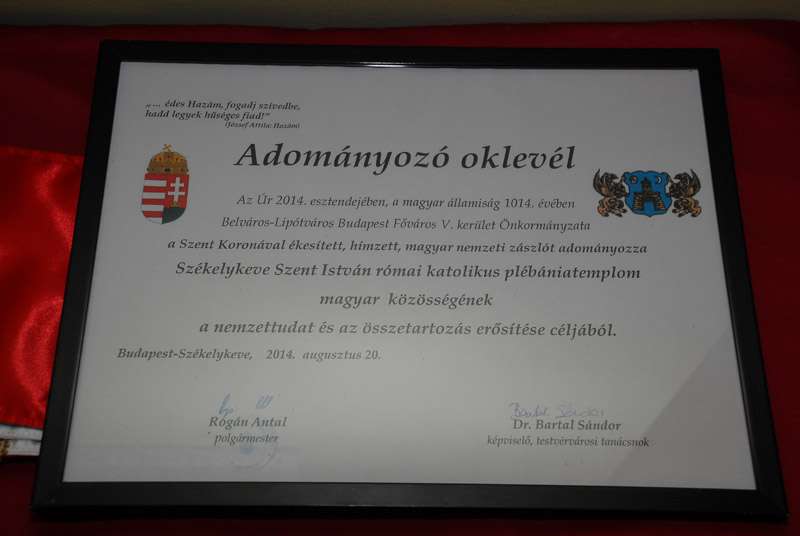 „... édes Hazám, fogadj szívedbe,
hadd legyek hűséges fiad!"
(József Attila: Hazám)
Adományozó oklevél
Az Úr 2014. esztendejében, a magyar államiság 1014. évében
Belváros-Lipótváros Budapest Főváros V. kerület Önkormányzata
a Szent Koronával ékesített, hímzett, magyar nemzeti zászlót adományozza
Székelykeve Szent István római katolikus plébániatemplom
magyar közösségének
a nemzettudat és az összetartozás erősítése céljából.
Budapest-Székelykeve, 2014. augusztus 20.
Bartal Sándor
Rogán Antal
polgármester
Dr. Bartal Sándor
képviselő, testvérvárosi tanácsnok